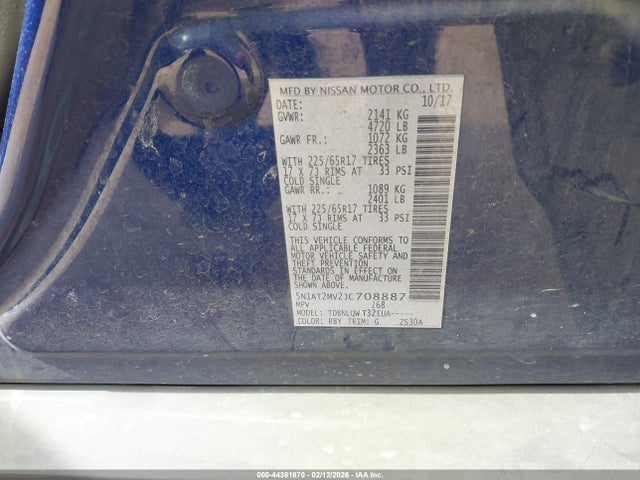 MFD BY NISSAN MOTOR CO., LTD.
DATE: 10/17
GVWR: 2141 KG
4720 LB
GAWR FR.: 1072 KG
2363 LB
WITH 225/65R17 TIRES
17 X 7J RIMS AT 33 PSI
COLD SINGLE
GAWR RR.: 1089 KG
2401 LB
WITH 225/65R17 TIRES
17 X 7J RIMS AT 33 PSI
COLD SINGLE
THIS VEHICLE CONFORMS TO
ALL APPLICABLE FEDERAL
MOTOR VEHICLE SAFETY AND
THEFT PREVENTION
STANDARDS IN EFFECT ON
THE DATE OF MANUFACTURE
SHOWN ABOVE.
5N1AT2MV2JC708887
MPV 268
MODEL: TDBNLQWT32EUA-----
COLOR: RBY TRIM: G ZS30A
000-44381870 - 02/12/2026 - IAA Inc.